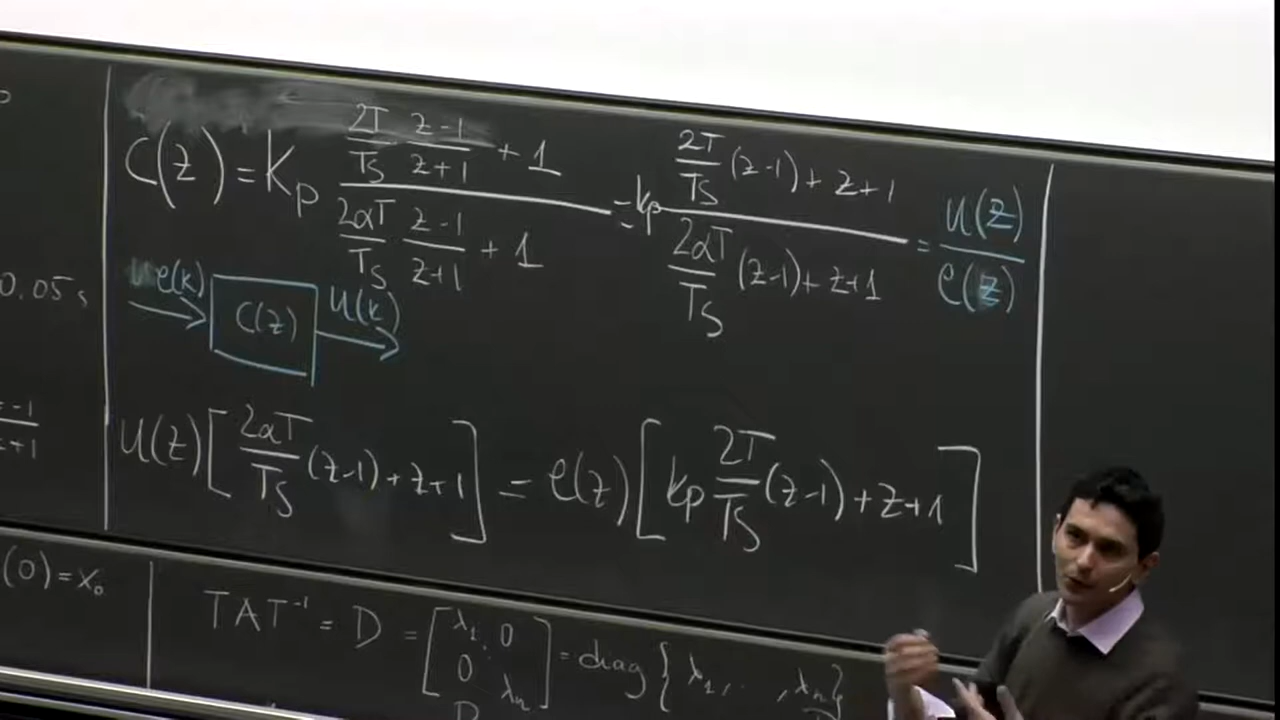 C(z) = Kp (2T/Ts z-1/z+1 + 1)/(2αT/Ts z-1/z+1 + 1) = kp (2T/Ts (z-1) + z+1)/(2αT/Ts (z-1) + z+1) = u(z)/e(z)
0.05 s
e(k) C(z) u(k)
z-1/z+1
u(z) [2αT/Ts (z-1) + z+1] = e(z) [kp 2T/Ts (z-1) + z+1]
(0) = x₀
TAT⁻¹ = D = [λ₁ 0 0 λₙ] = diag {λ₁, . . , λₙ}